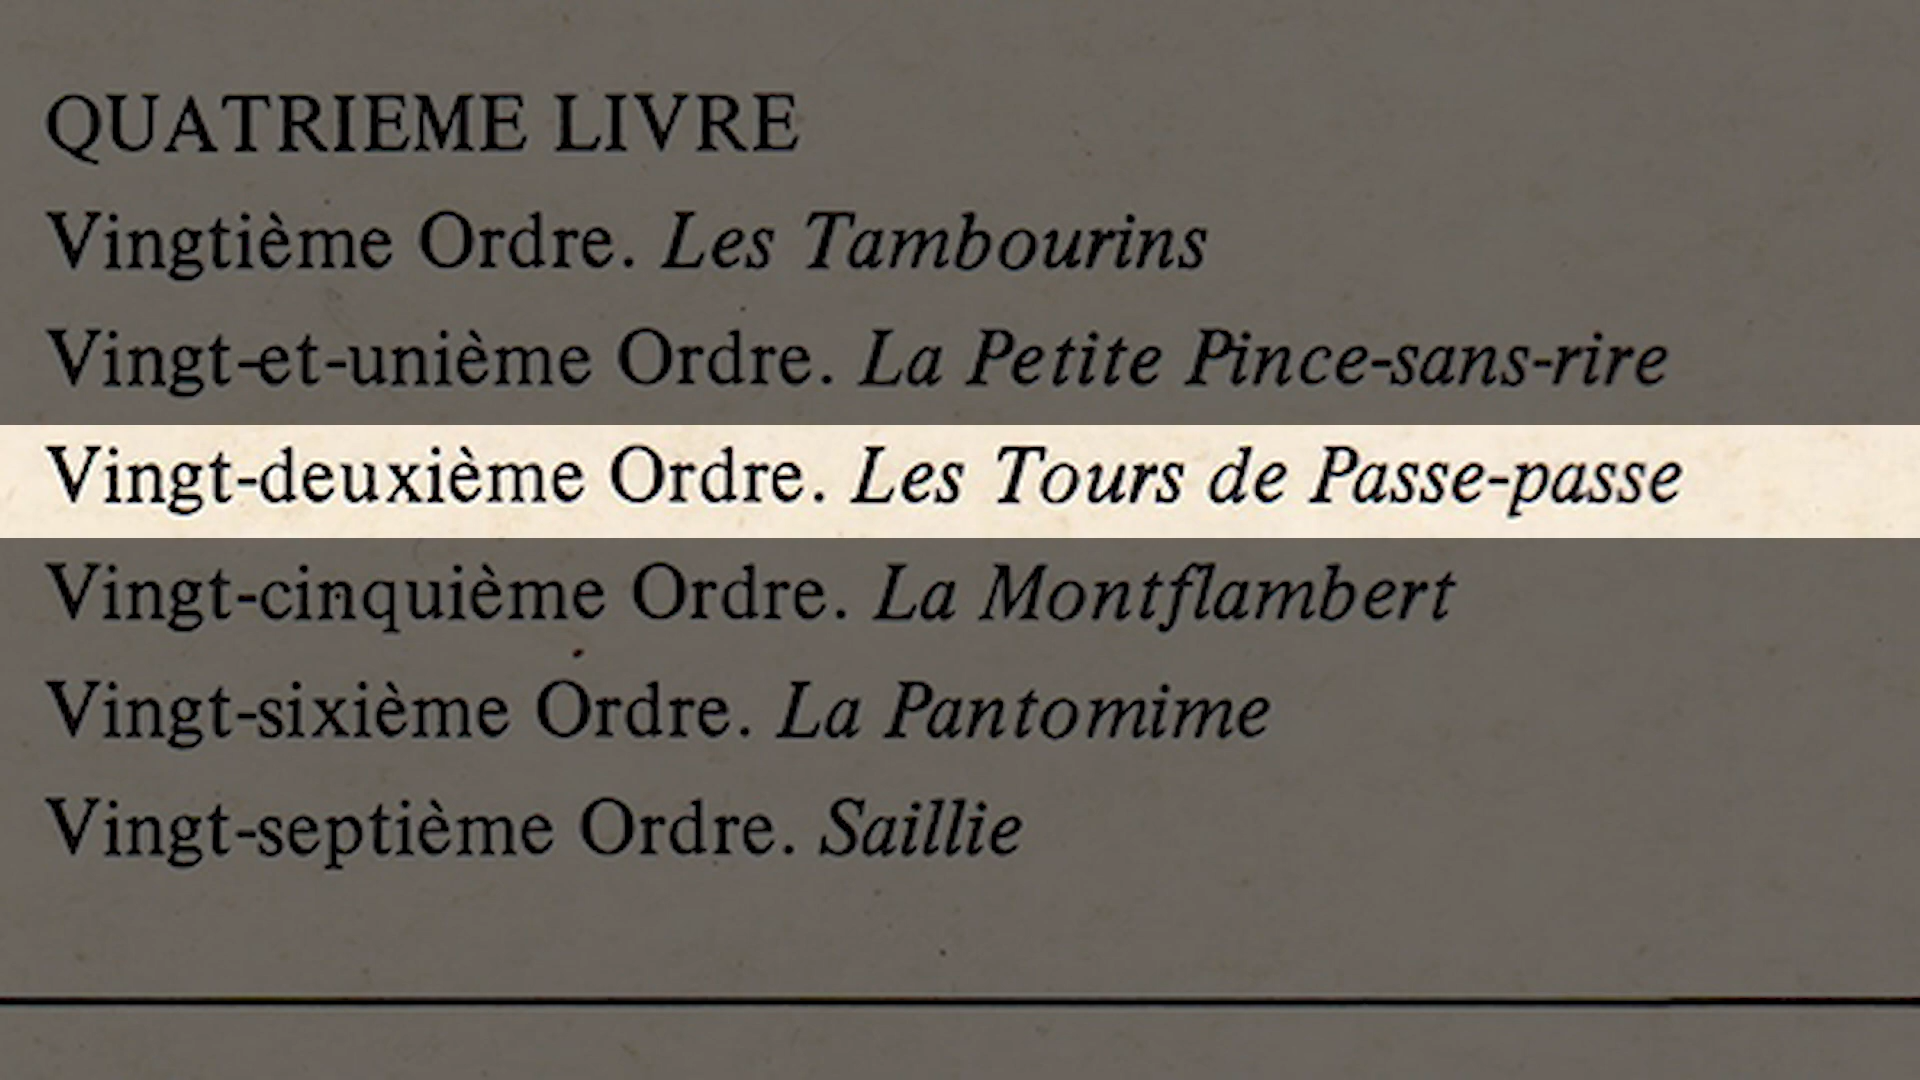 QUATRIEME LIVRE
Vingtième Ordre. Les Tambourins
Vingt-et-unième Ordre. La Petite Pince-sans-rire
Vingt-deuxième Ordre. Les Tours de Passe-passe
Vingt-cinquième Ordre. La Montflambert
Vingt-sixième Ordre. La Pantomime
Vingt-septième Ordre. Saillie